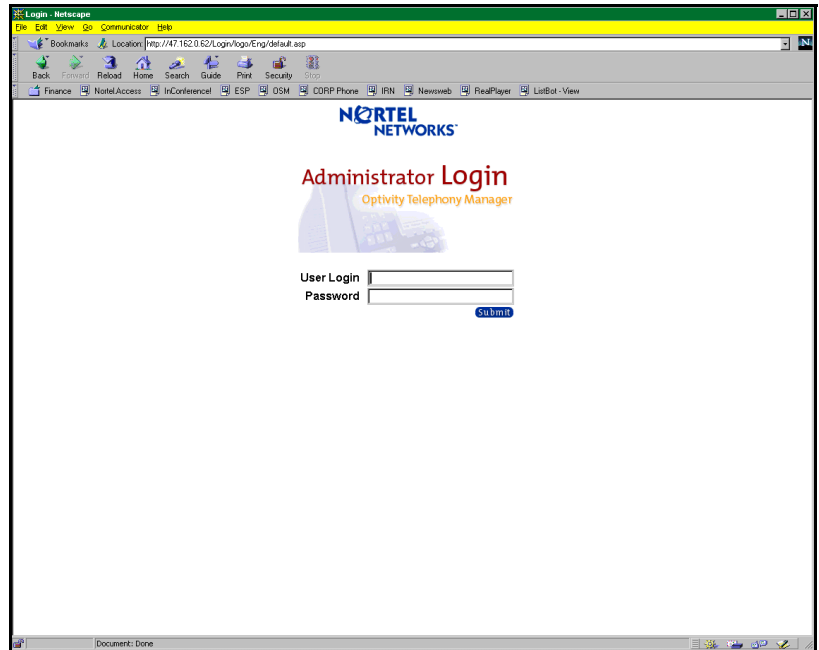 Login - Netscape
File Edit View Go Communicator Help
Bookmarks Location: http://47.162.0.62/Login/logo/Eng/default.asp
N
Back Forward Reload Home Search Guide Print Security Stop
Finance Nortel.Access InConference! ESP OSM CORP Phone IRN Newsweb RealPlayer ListBot - View
NORTEL
NETWORKS™
Administrator Login
Optivity Telephony Manager
User Login
Password
Submit
Document: Done